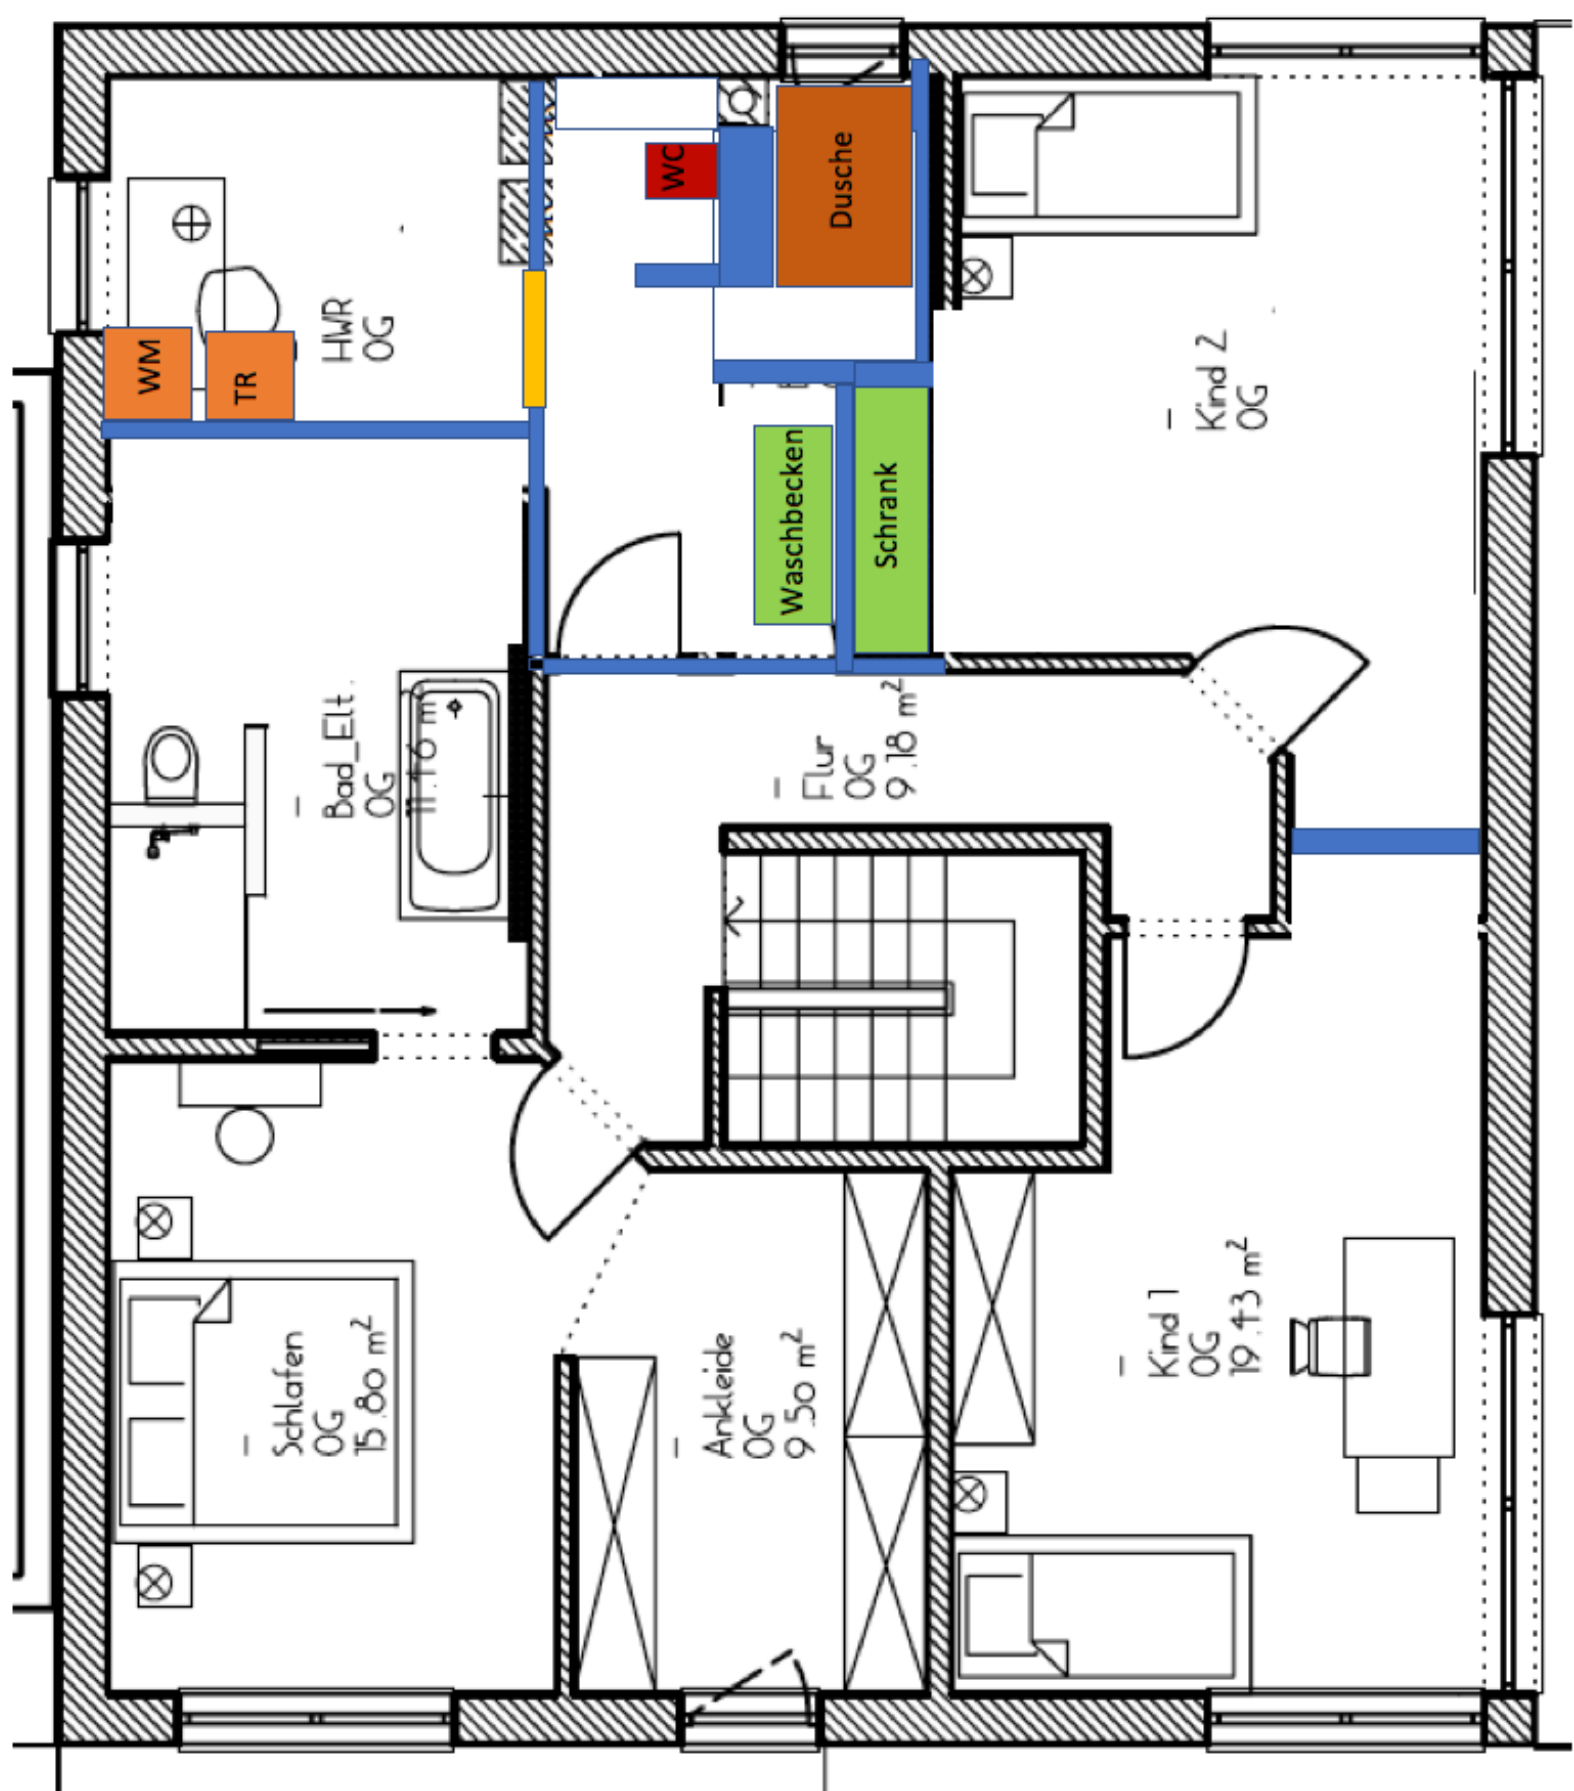 WC
Dusche
HWR
OG
WM
TR
Kind 2
OG
Waschbecken
Schrank
Bad_Elt.
OG
11.46 m²
Flur
OG
9.18 m²
Schlafen
OG
15.80 m²
Ankleide
OG
9.50 m²
Kind 1
OG
19.43 m²